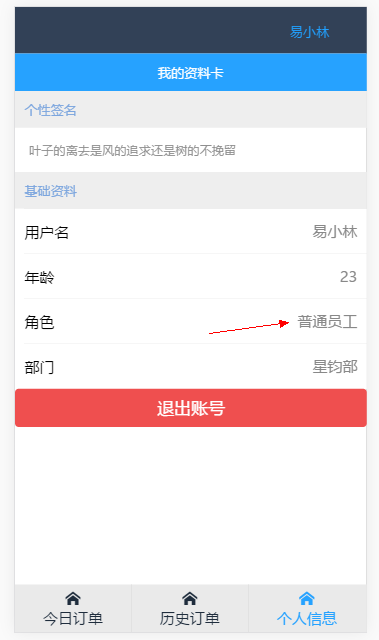 易小林
我的资料卡
个性签名
叶子的离去是风的追求还是树的不挽留
基础资料
用户名 易小林
年龄 23
角色 普通员工
部门 星钧部
退出账号
今日订单 历史订单 个人信息